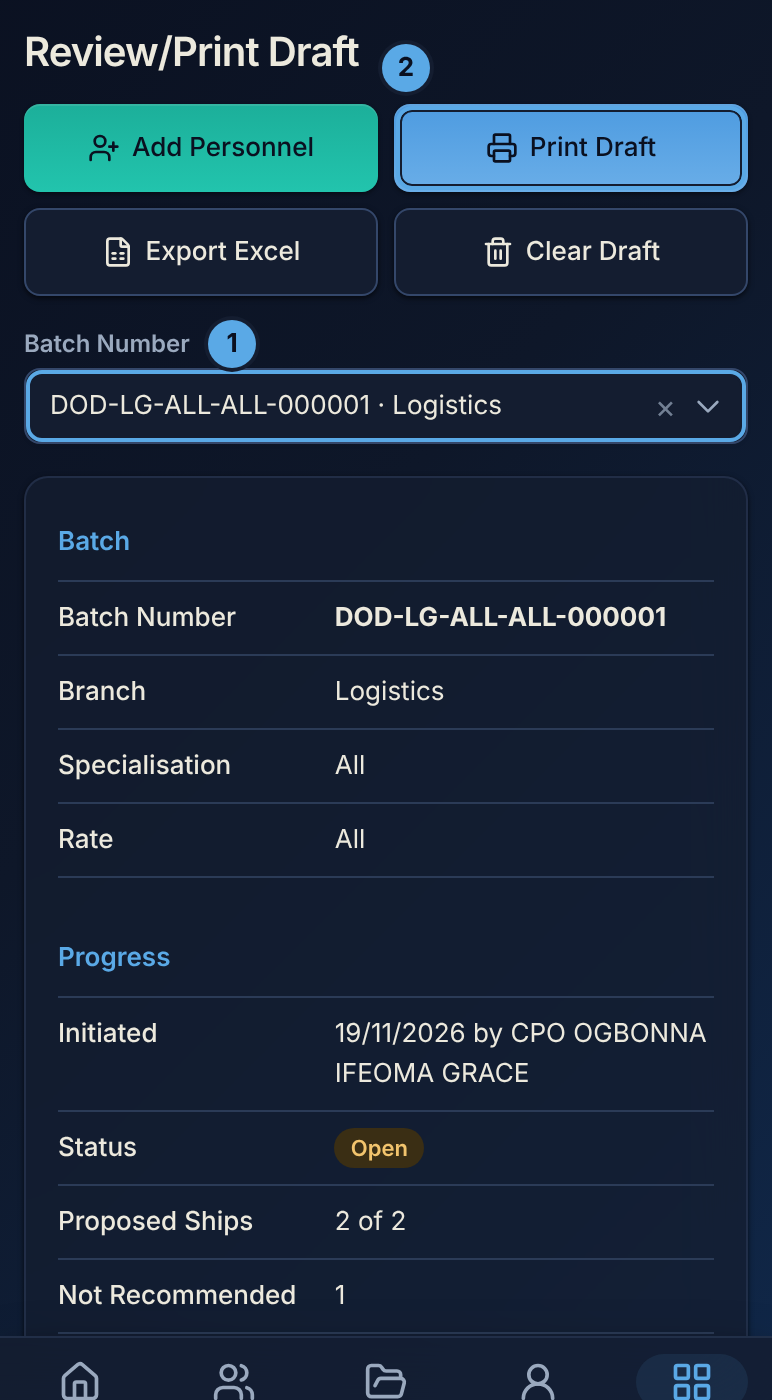 Review/Print Draft
2
Add Personnel
Print Draft
Export Excel
Clear Draft
Batch Number
1
DOD-LG-ALL-ALL-000001 · Logistics
Batch
Batch Number DOD-LG-ALL-ALL-000001
Branch Logistics
Specialisation All
Rate All
Progress
Initiated 19/11/2026 by CPO OGBONNA
IFEOMA GRACE
Status Open
Proposed Ships 2 of 2
Not Recommended 1